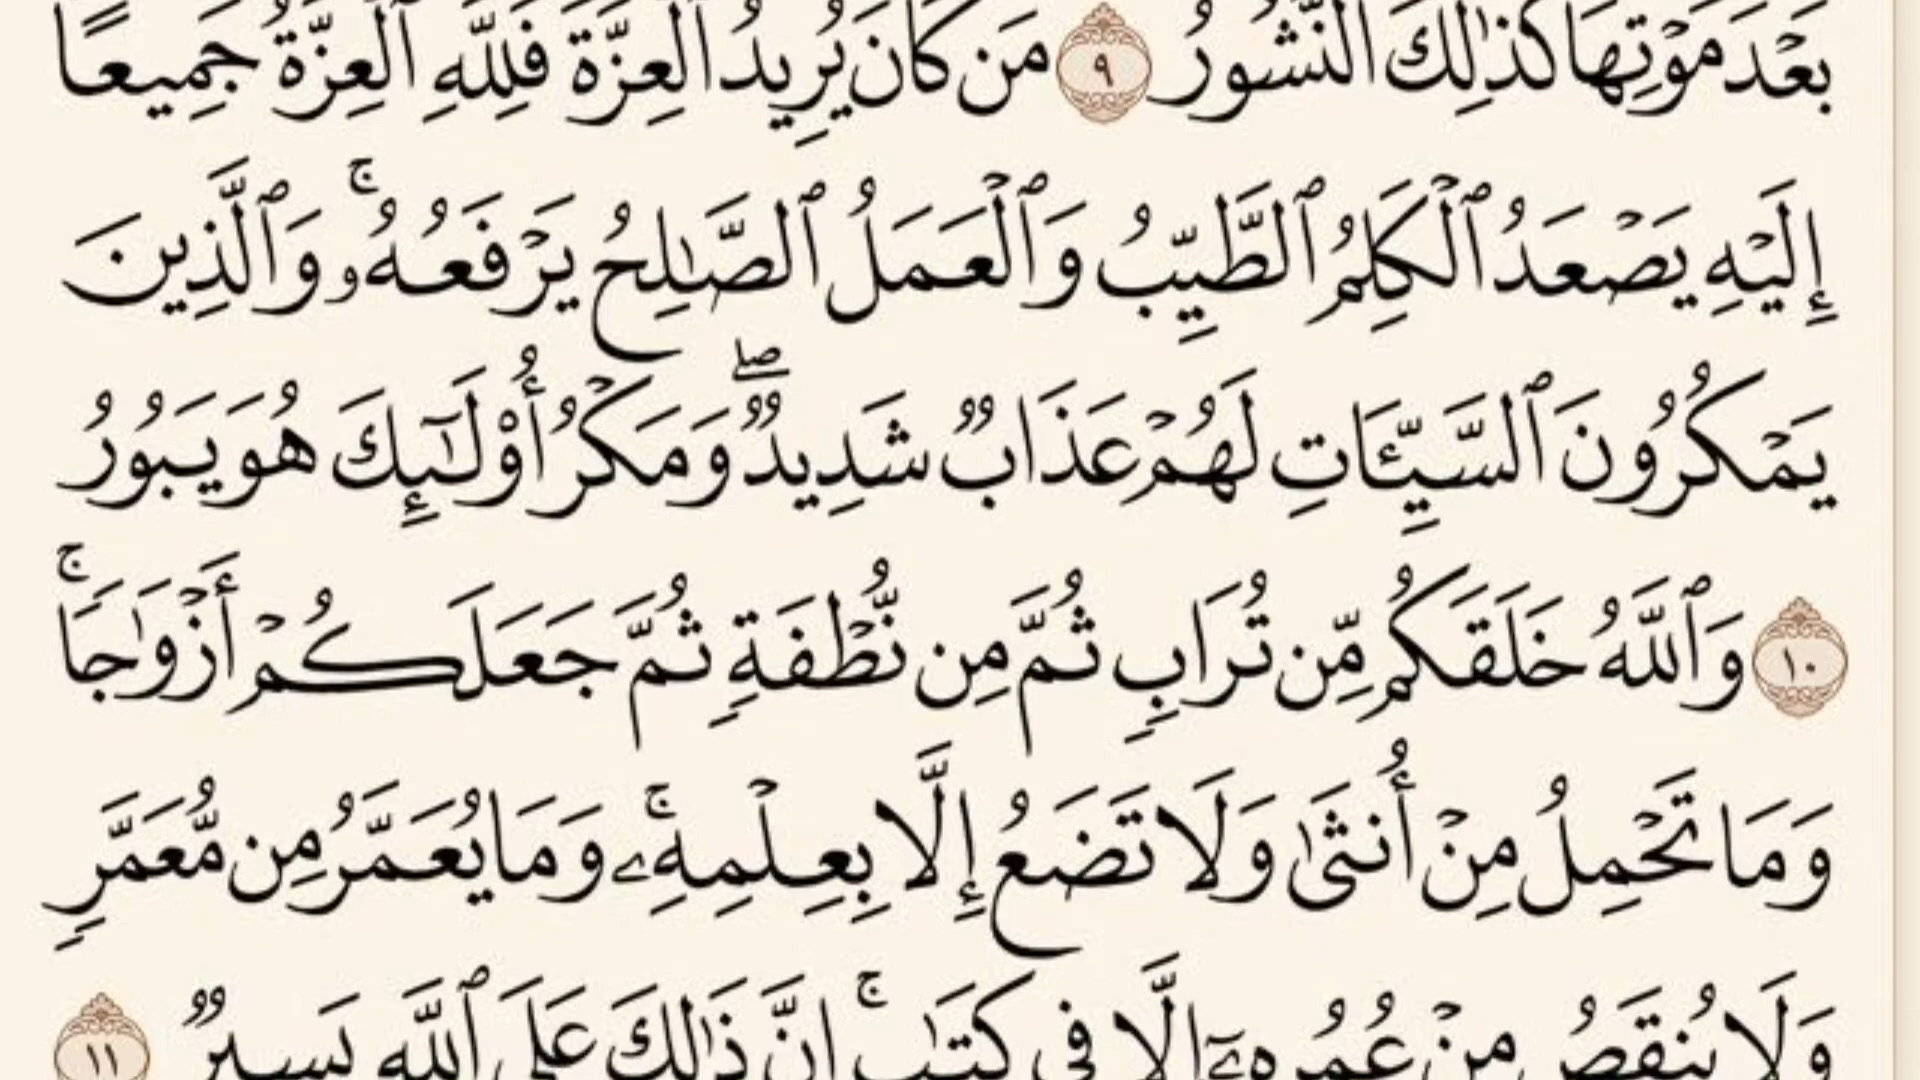 بَعْدَ مَوْتِهَا كَذَٰلِكَ ٱلنُّشُورُ ٩ مَن كَانَ يُرِيدُ ٱلْعِزَّةَ فَلِلَّهِ ٱلْعِزَّةُ جَمِيعًا
إِلَيْهِ يَصْعَدُ ٱلْكَلِمُ ٱلطَّيِّبُ وَٱلْعَمَلُ ٱلصَّٰلِحُ يَرْفَعُهُۥۚ وَٱلَّذِينَ
يَمْكُرُونَ ٱلسَّيِّـَٔاتِ لَهُمْ عَذَابٌ شَدِيدٌۖ وَمَكْرُ أُوْلَـٰٓئِكَ هُوَ يَبُورُ
١٠ وَٱللَّهُ خَلَقَكُم مِّن تُرَابٍ ثُمَّ مِن نُّطْفَةٍ ثُمَّ جَعَلَكُمْ أَزْوَٰجًاۚ
وَمَا تَحْمِلُ مِنْ أُنثَىٰ وَلَا تَضَعُ إِلَّا بِعِلْمِهِۦۚ وَمَا يُعَمَّرُ مِن مُّعَمَّرٍ
وَلَا يُنقَصُ مِنْ عُمُرِهِۦٓ إِلَّا فِي كِتَٰبٍۚ إِنَّ ذَٰلِكَ عَلَى ٱللَّهِ يَسِيرٌ ١١